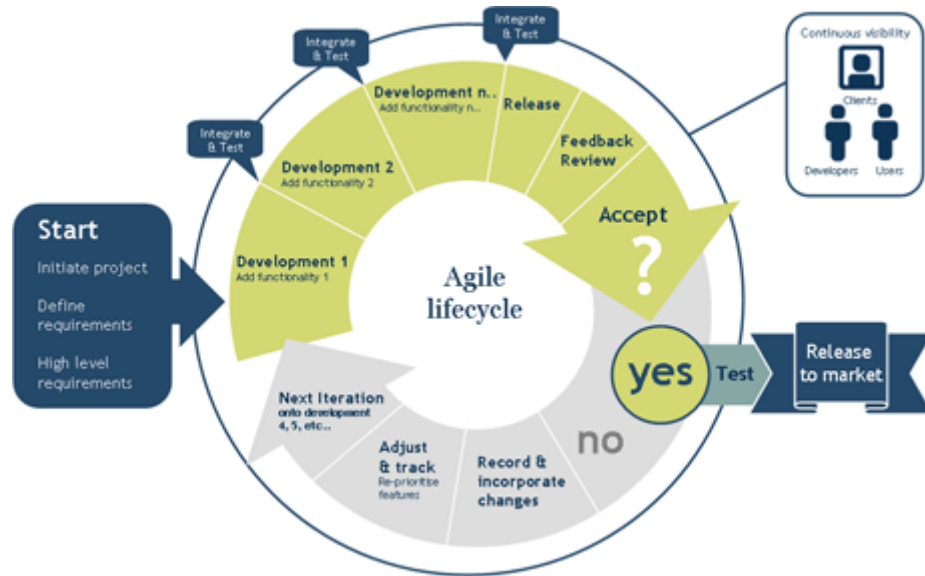 Start
Initiate project
Define
requirements
High level
requirements
Integrate
& Test
Integrate
& Test
Integrate
& Test
Development 1
Add functionality 1
Development 2
Add functionality 2
Development n..
Add functionality n...
Release
Feedback
Review
Accept
?
yes
Test
Release
to market
no
Record &
incorporate
changes
Adjust
& track
Re-prioritise
features
Next Iteration
onto development
4, 5, etc...
Agile
lifecycle
Continuous visibility
Clients
Developers
Users